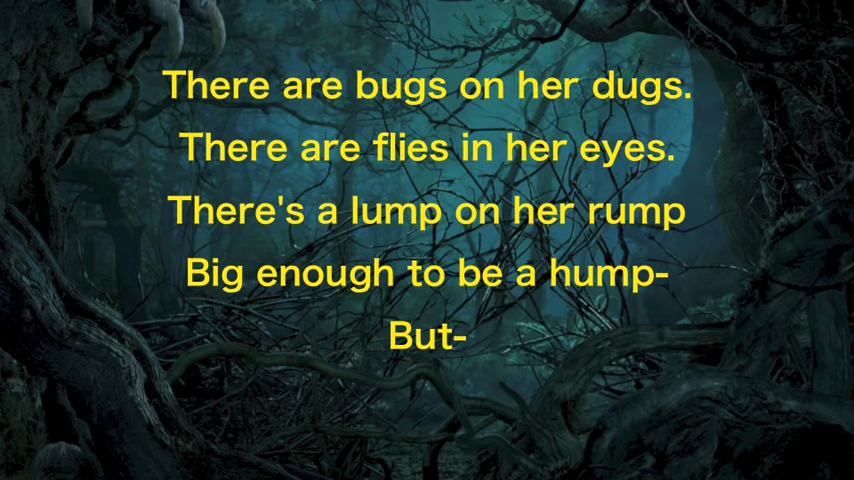 There are bugs on her dugs.
There are flies in her eyes.
There's a lump on her rump
Big enough to be a hump-
But-